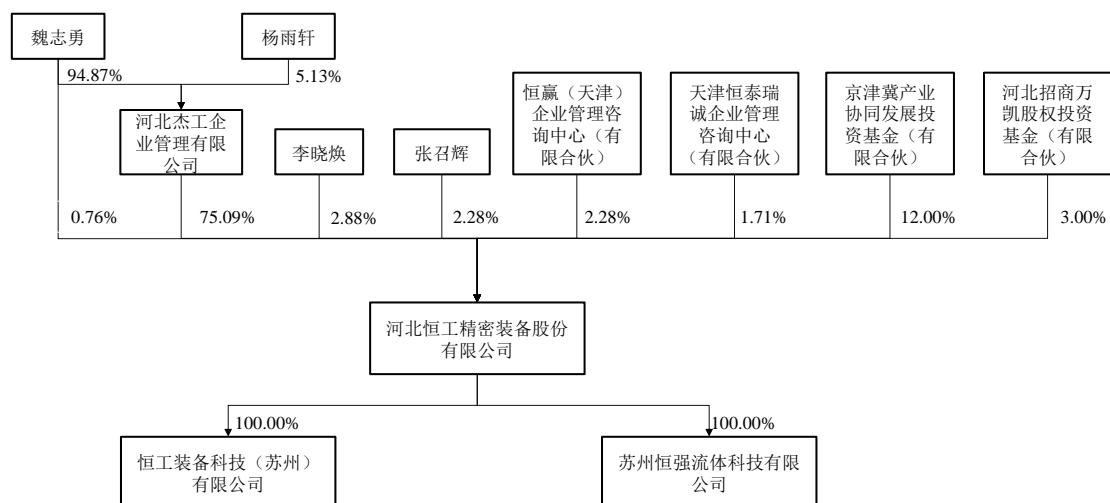 魏志勇
杨雨轩
94.87%
5.13%
河北杰工企
业管理有限
公司
李晓焕
张召辉
恒赢（天津）
企业管理咨
询中心（有
限合伙）
天津恒泰瑞
诚企业管理
咨询中心
（有限合伙）
京津冀产业
协同发展投
资基金（有
限合伙）
河北招商万
凯股权投资
基金（有限
合伙）
0.76%
75.09%
2.88%
2.28%
2.28%
1.71%
12.00%
3.00%
河北恒工精密装备股份
有限公司
100.00%
100.00%
恒工装备科技（苏州）
有限公司
苏州恒强流体科技有限
公司